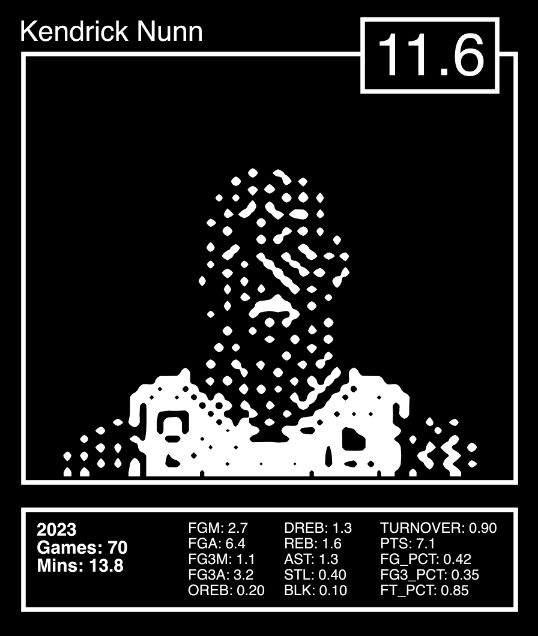 Kendrick Nunn
11.6
2023
Games: 70
Mins: 13.8
FGM: 2.7
FGA: 6.4
FG3M: 1.1
FG3A: 3.2
OREB: 0.20
DREB: 1.3
REB: 1.6
AST: 1.3
STL: 0.40
BLK: 0.10
TURNOVER: 0.90
PTS: 7.1
FG_PCT: 0.42
FG3_PCT: 0.35
FT_PCT: 0.85